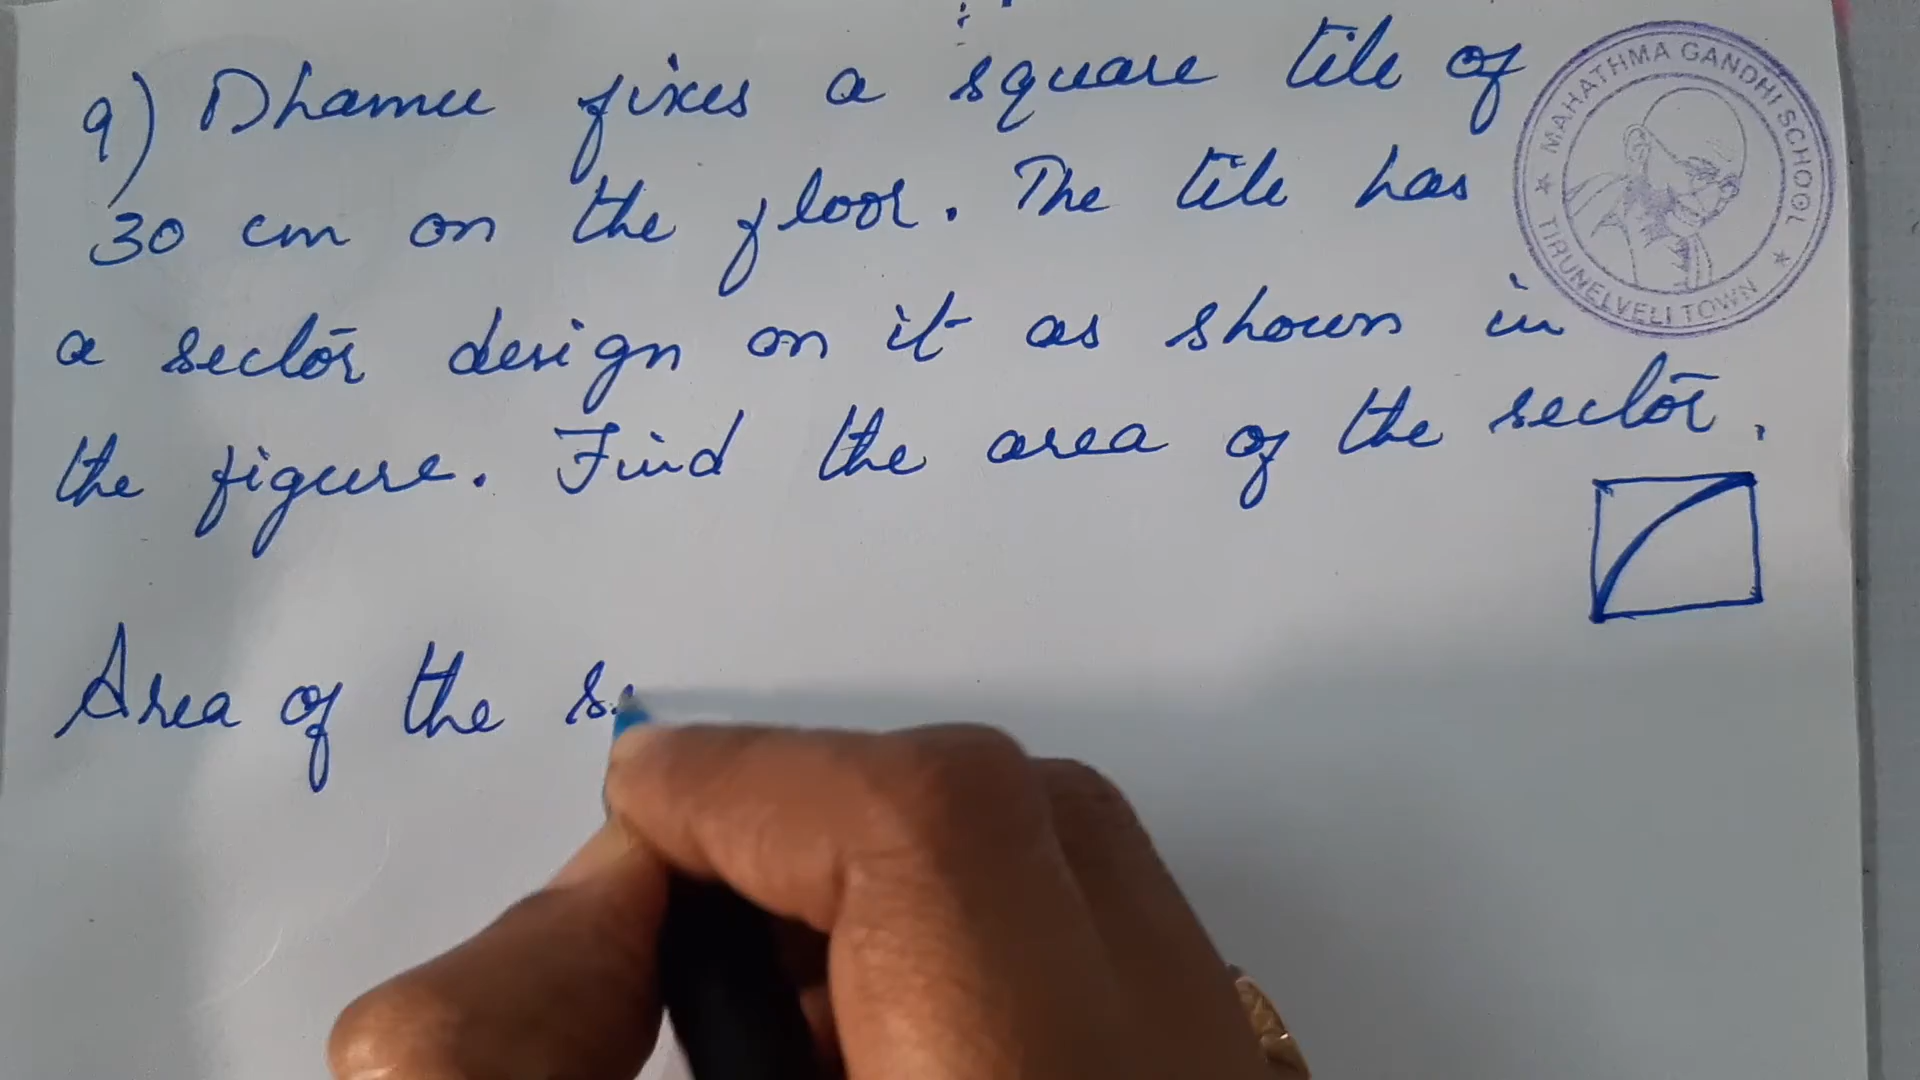 9) Dhamu fixes a square tile of
30 cm on the floor. The tile has
a sector design on it as shown in
the figure. Find the area of the sector.
Area of the s
MAHATHMA GANDHI SCHOOL
TIRUNELVELI TOWN